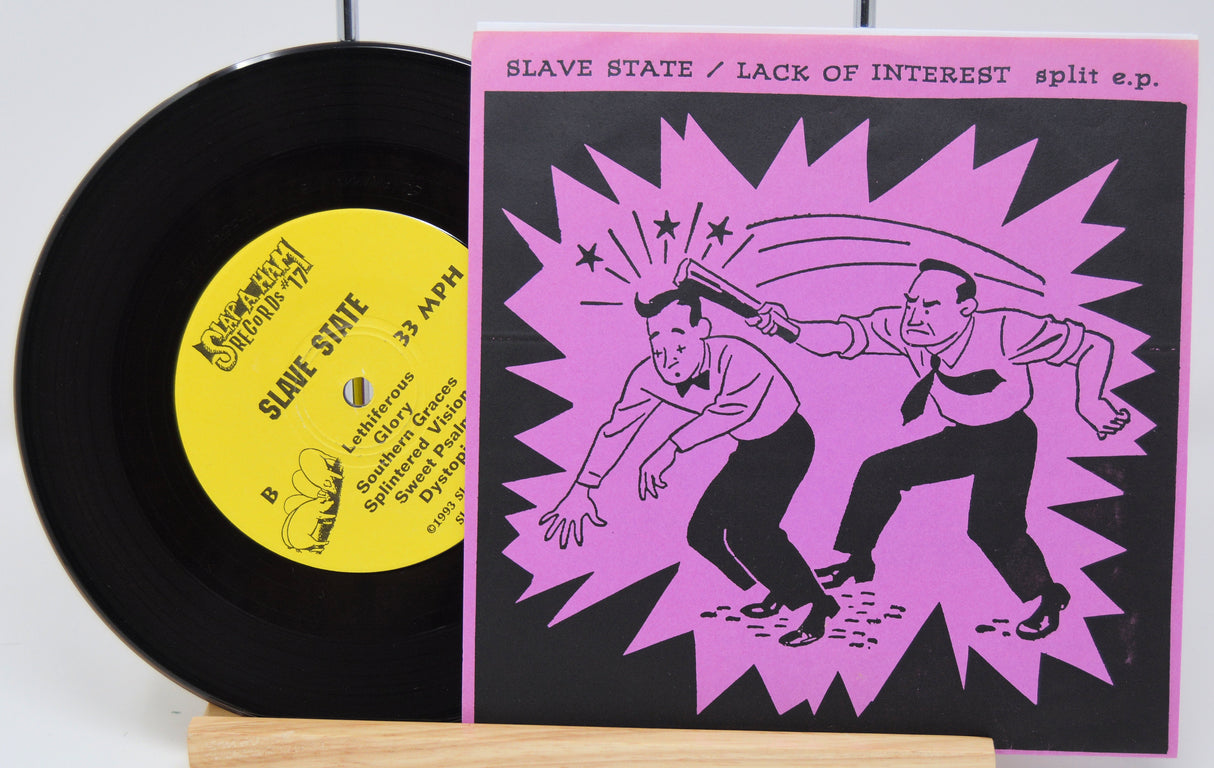 SLAVE STATE / LACK OF INTEREST split e.p.
SLAP A HAM
RECORDS #17
SLAVE STATE
33 MPH
B
Lethiferous
Glory
Southern Graces
Splintered Vision
Sweet
©1993